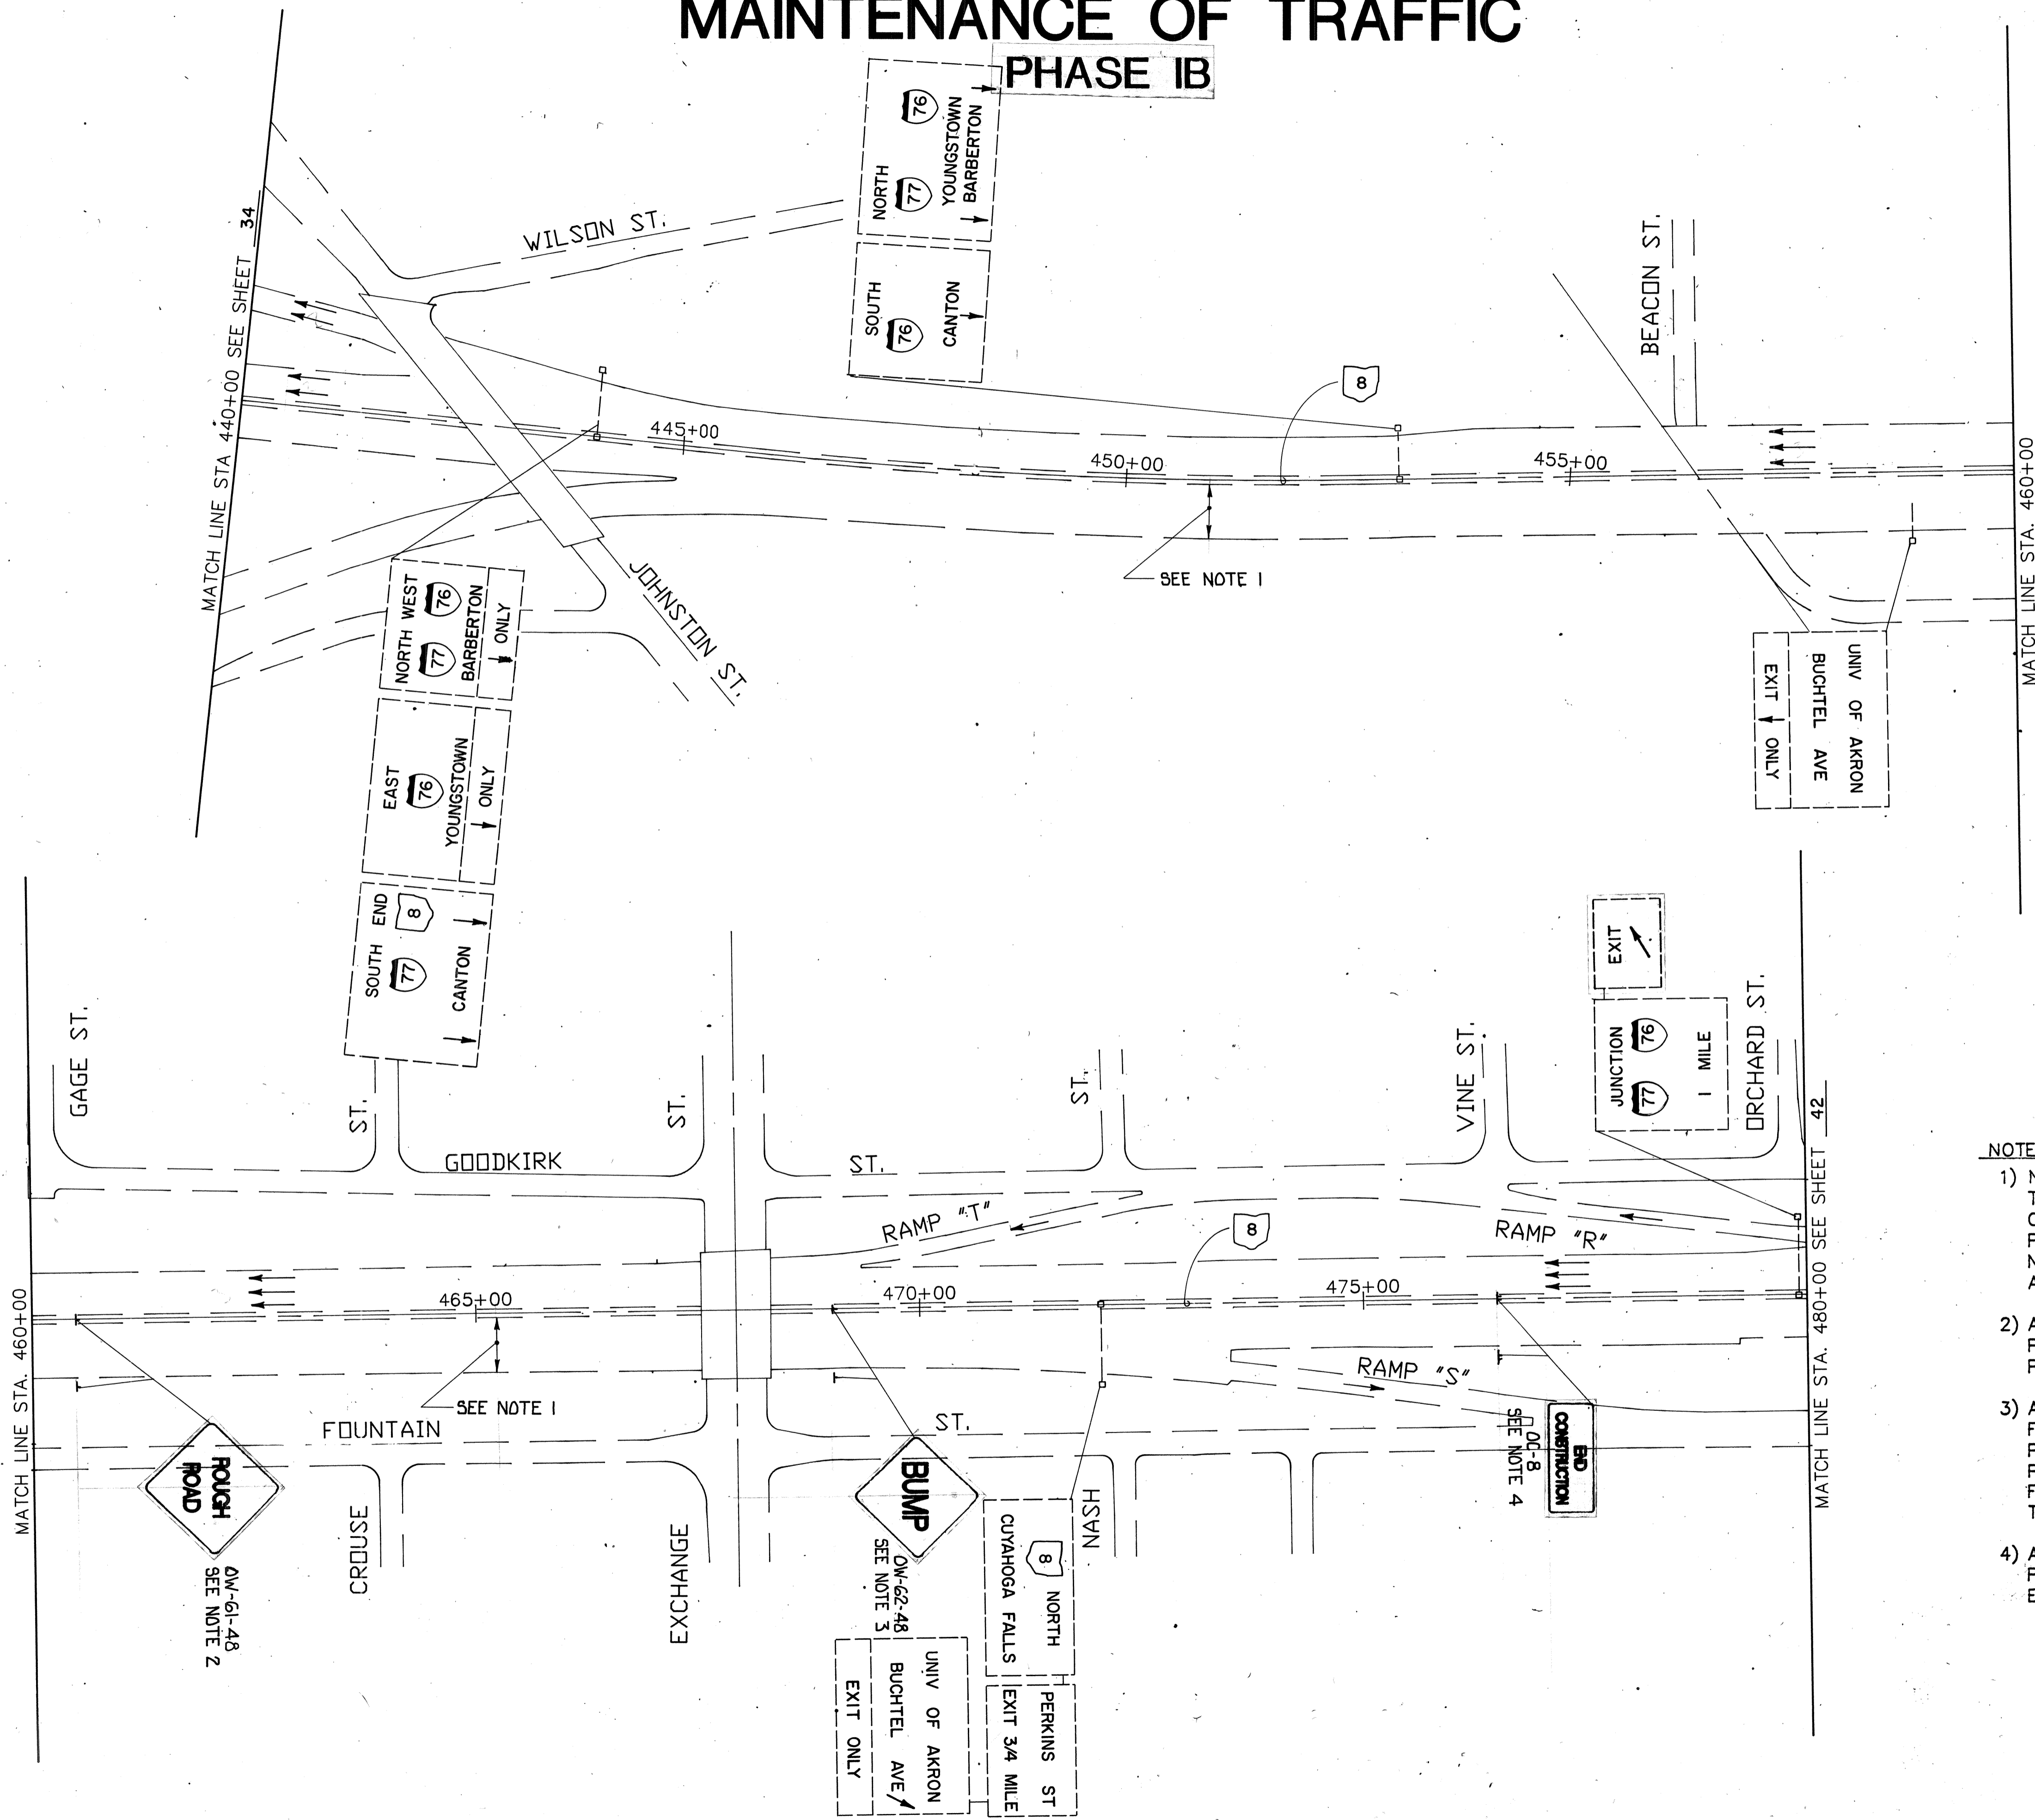 MAINTENANCE OF TRAFFIC
PHASE IB
MATCH LINE STA 440+00 SEE SHEET 34
WILSON ST.
NORTH
77
76
YOUNGSTOWN
BARBERTON
SOUTH
76
CANTON
8
BEACON ST.
445+00
450+00
455+00
MATCH LINE STA. 460+00
SEE NOTE 1
JOHNSTON ST.
NORTH WEST
77
76
BARBERTON
ONLY
EAST
76
YOUNGSTOWN
ONLY
END
8
SOUTH
77
CANTON
UNIV OF AKRON
BUCHTEL AVE
EXIT ONLY
EXIT
JUNCTION
77
76
1 MILE
GAGE ST.
ST.
ST.
ST.
VINE ST.
ORCHARD ST.
GOODKIRK
ST.
RAMP "T"
8
RAMP "R"
MATCH LINE STA. 460+00
465+00
470+00
475+00
MATCH LINE STA. 480+00 SEE SHEET 42
SEE NOTE 1
RAMP "S"
FOUNTAIN
ST.
ROUGH
ROAD
OW-61-48
SEE NOTE 2
CROUSE
EXCHANGE
BUMP
OW-62-48
SEE NOTE 3
NASH
8 NORTH
CUYAHOGA FALLS
PERKINS ST
EXIT 3/4 MILE
UNIV OF AKRON
BUCHTEL AVE
EXIT ONLY
END
CONSTRUCTION
OC-8
SEE NOTE 4
NOTE
1)
2) A
3) A
4) A